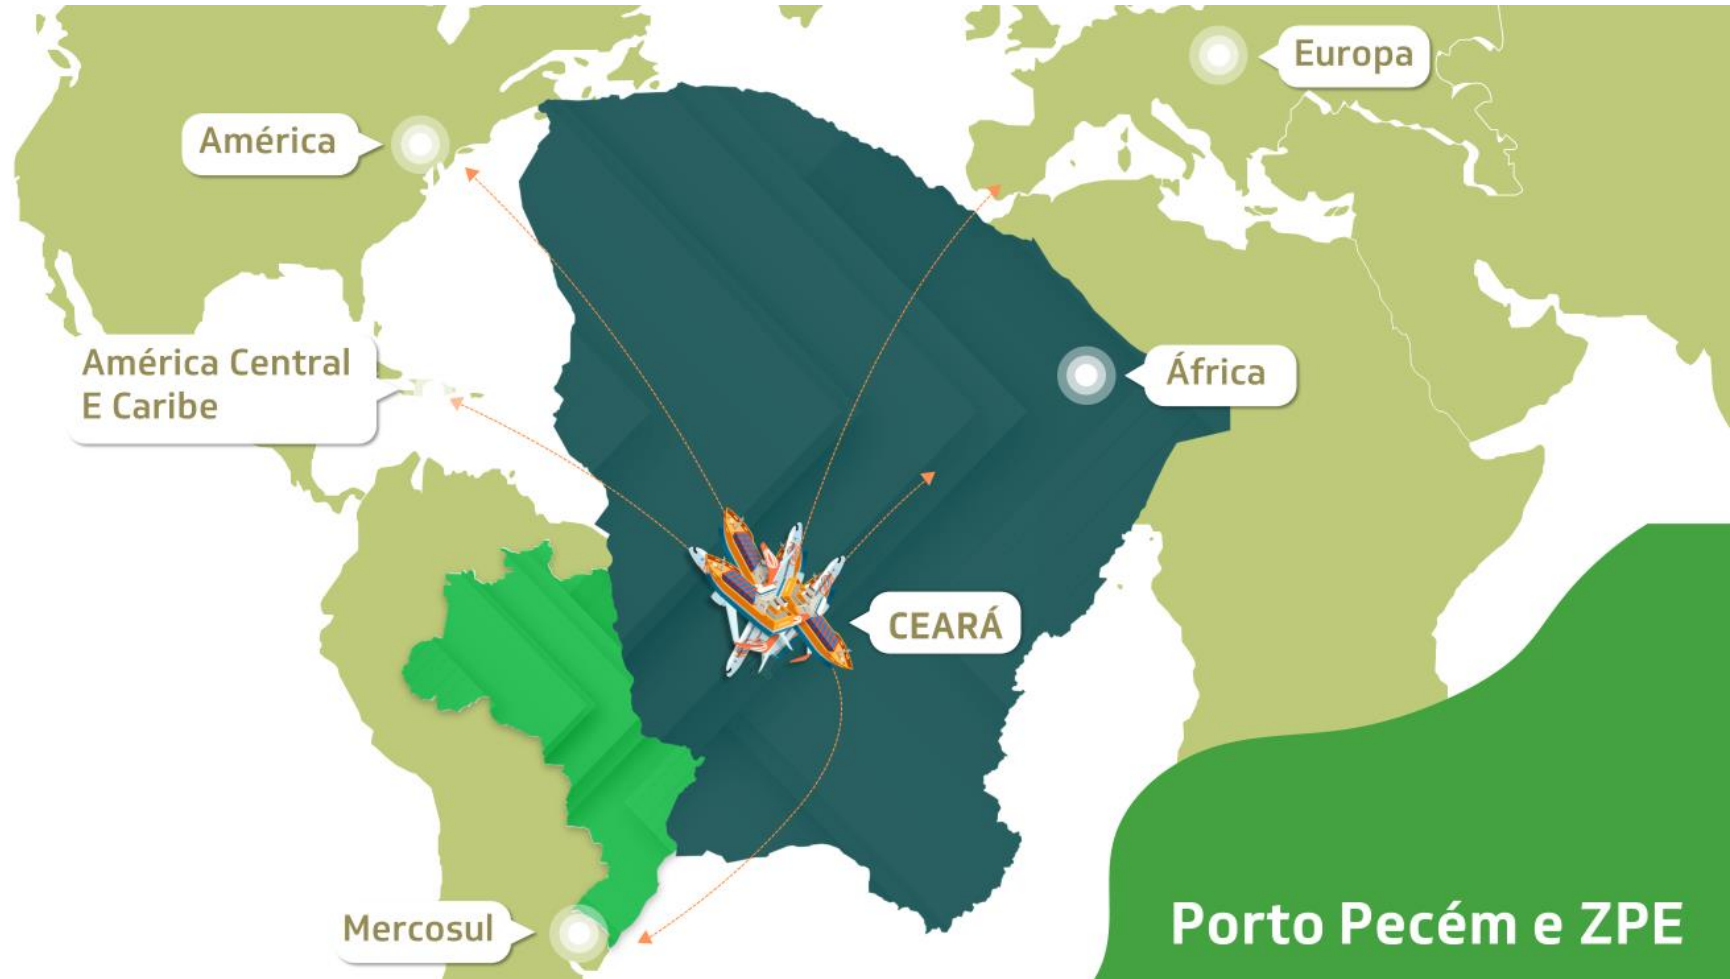 Europa
América
América Central
E Caribe
África
CEARÁ
Mercosul
Porto Pecém e ZPE